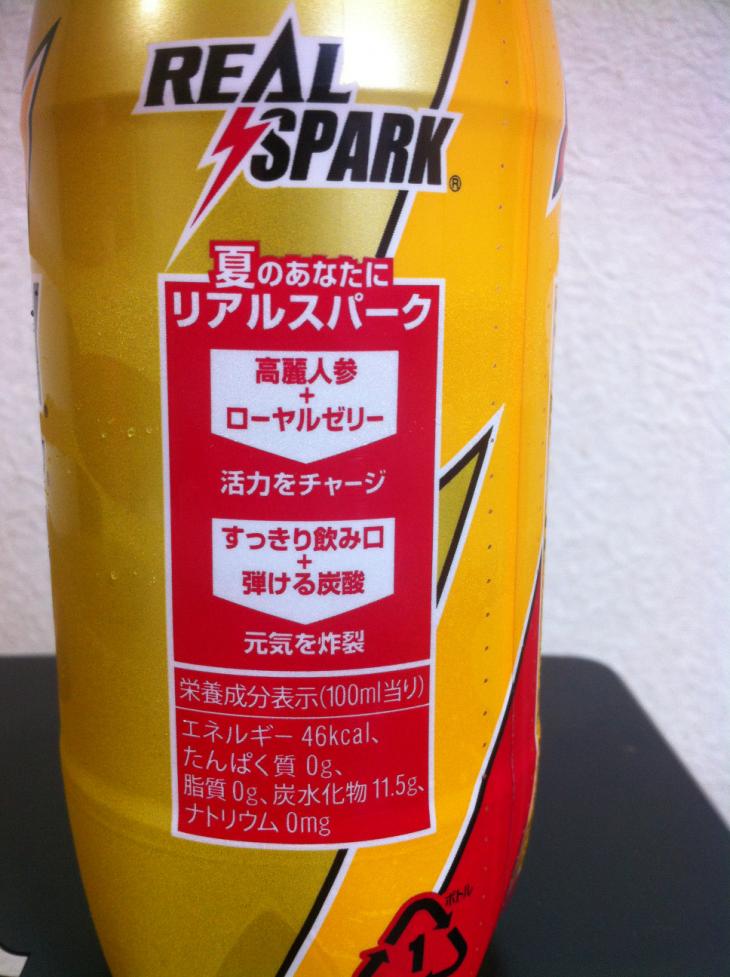 REAL
SPARK®
夏のあなたに
リアルスパーク
高麗人参
+
ローヤルゼリー
活力をチャージ
すっきり飲み口
+
弾ける炭酸
元気を炸裂
栄養成分表示(100ml当り)
エネルギー 46kcal、
たんぱく質 0g、
脂質 0g、炭水化物 11.5g、
ナトリウム 0mg
ボトル
1